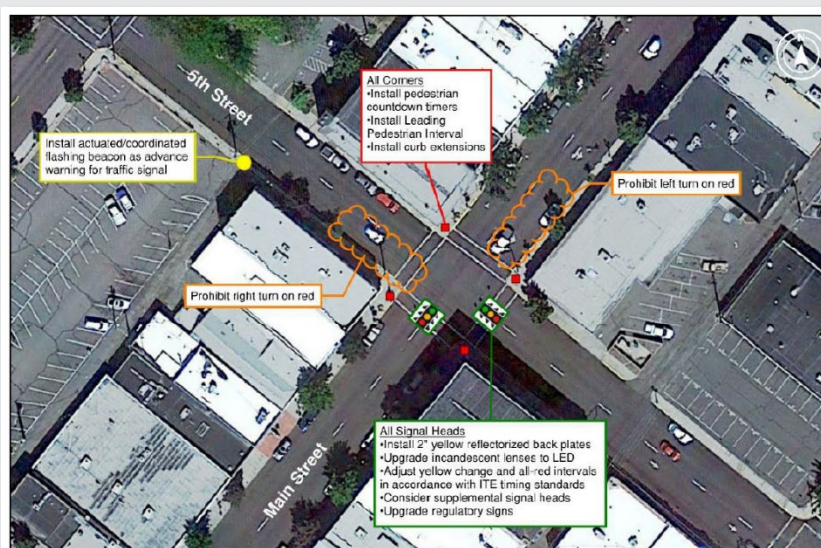 5th Street
All Corners
•Install pedestrian
countdown timers
•Install Leading
Pedestrian Interval
•Install curb extensions
Install actuated/coordinated
flashing beacon as advance
warning for traffic signal
Prohibit left turn on red
Prohibit right turn on red
Main Street
All Signal Heads
•Install 2" yellow reflectorized back plates
•Upgrade incandescent lenses to LED
•Adjust yellow change and all-red intervals
in accordance with ITE timing standards
•Consider supplemental signal heads
•Upgrade regulatory signs